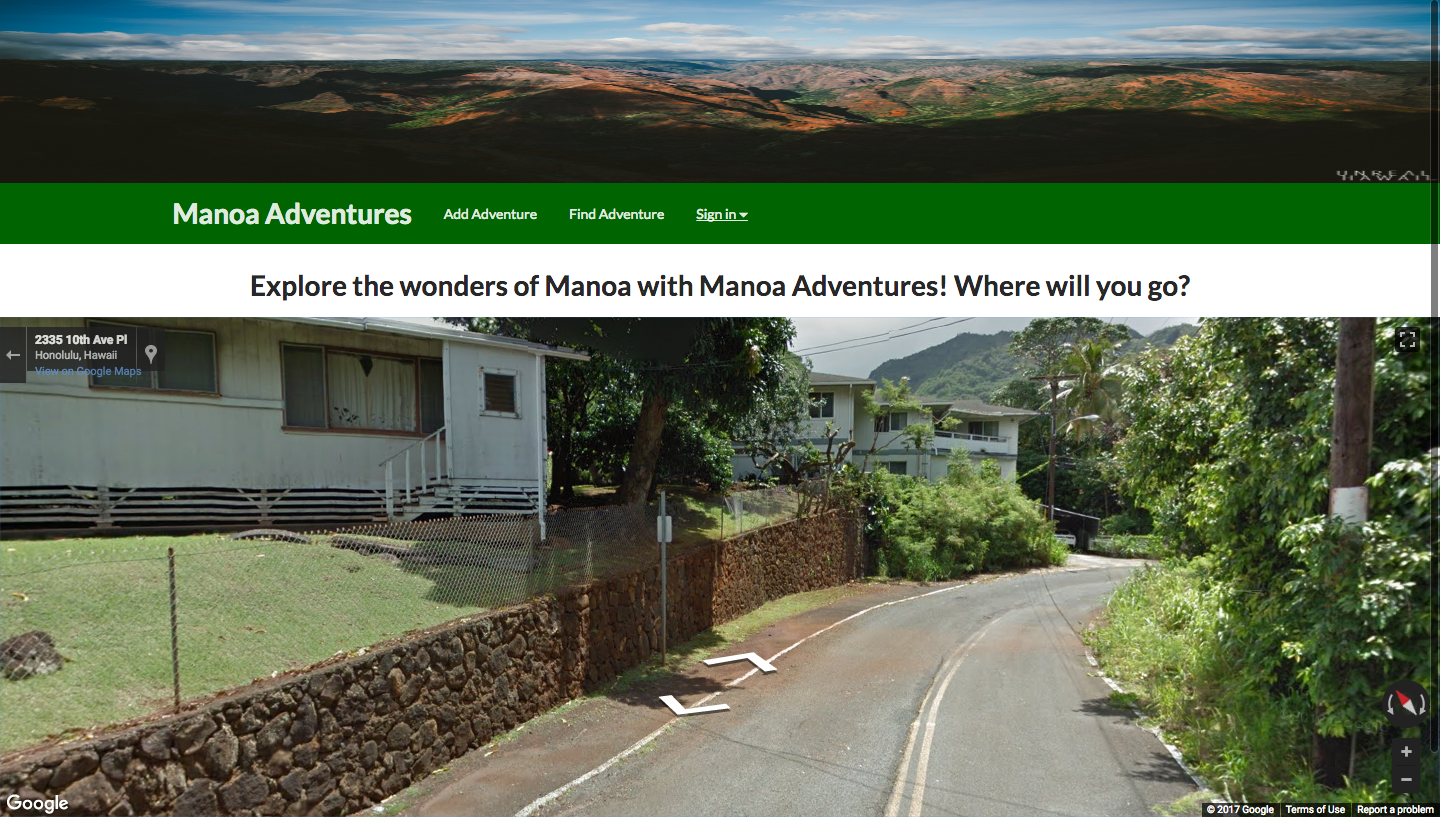 UNREAL
HAWAII
Manoa Adventures
Add Adventure
Find Adventure
Sign in
Explore the wonders of Manoa with Manoa Adventures! Where will you go?
2335 10th Ave Pl
Honolulu, Hawaii
View on Google Maps
Google
© 2017 Google
Terms of Use
Report a problem